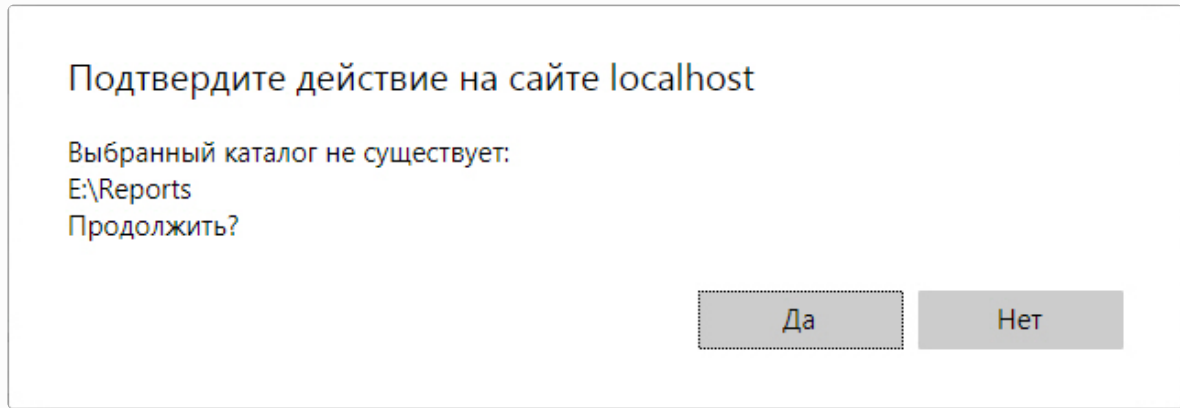 Подтвердите действие на сайте localhost
Выбранный каталог не существует:
E:\Reports
Продолжить?
Да
Нет